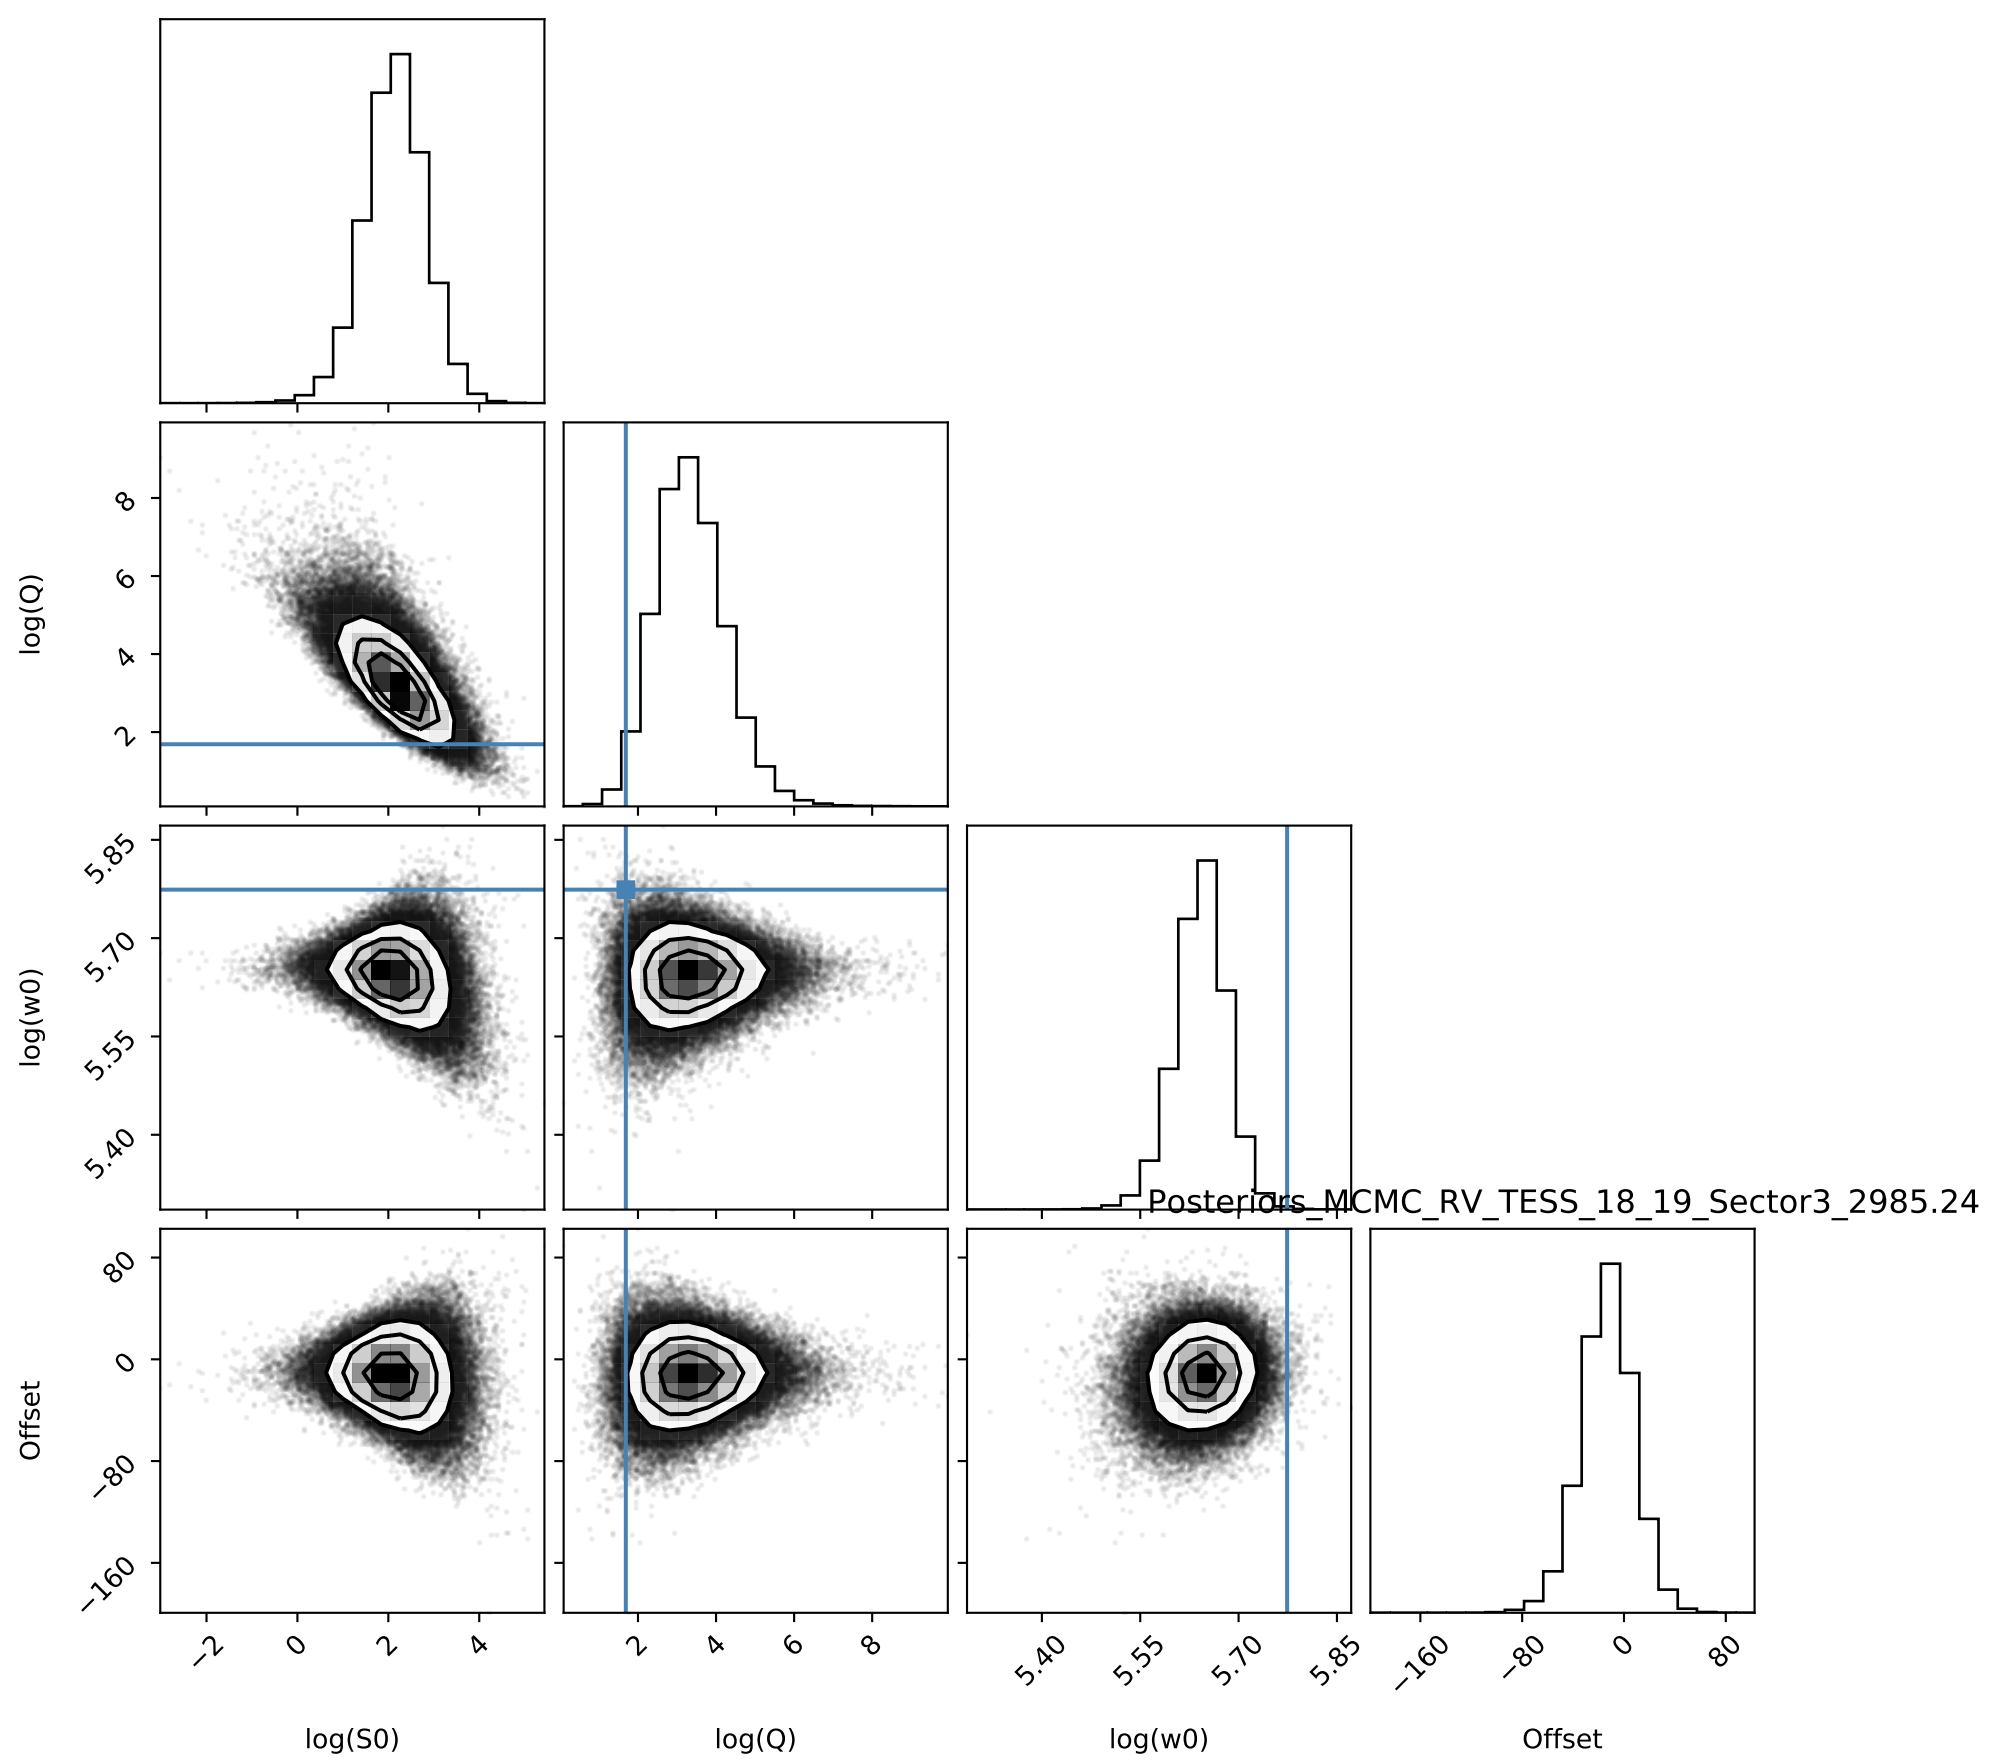 log(Q)
8
6
4
2
log(w0)
5.85
5.70
5.55
5.40
Posteriors_MCMC_RV_TESS_18_19_Sector3_2985.24
Offset
80
0
−80
−160
−2 0 2 4
2 4 6 8
5.40 5.55 5.70 5.85
−160 −80 0 80
log(S0) log(Q) log(w0) Offset